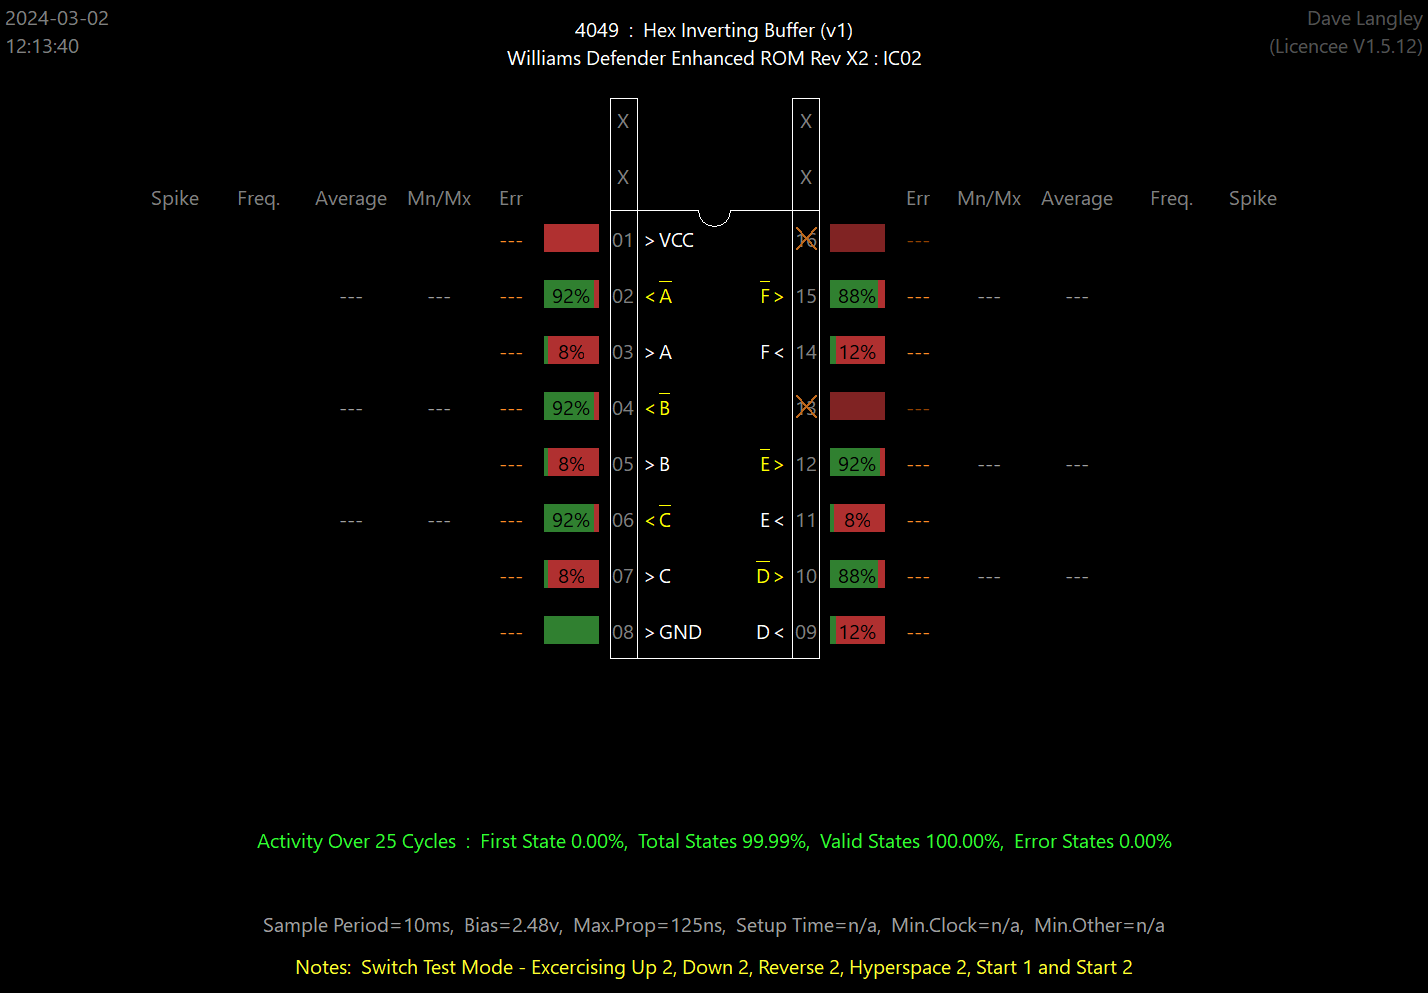 2024-03-02
12:13:40
4049 : Hex Inverting Buffer (v1)
Williams Defender Enhanced ROM Rev X2 : IC02
Dave Langley
(Licencee V1.5.12)
X X
X X
Spike Freq. Average Mn/Mx Err Err Mn/Mx Average Freq. Spike
--- 01 > VCC 16 ---
--- --- --- 92% 02 < A̅ F̅ > 15 88% --- --- ---
--- 8% 03 > A F < 14 12% ---
--- --- --- 92% 04 < B̅ 13 ---
--- 8% 05 > B E̅ > 12 92% --- --- ---
--- --- --- 92% 06 < C̅ E < 11 8% ---
--- 8% 07 > C D̅ > 10 88% --- --- ---
--- 08 > GND D < 09 12% ---
Activity Over 25 Cycles : First State 0.00%, Total States 99.99%, Valid States 100.00%, Error States 0.00%
Sample Period=10ms, Bias=2.48v, Max.Prop=125ns, Setup Time=n/a, Min.Clock=n/a, Min.Other=n/a
Notes: Switch Test Mode - Excercising Up 2, Down 2, Reverse 2, Hyperspace 2, Start 1 and Start 2